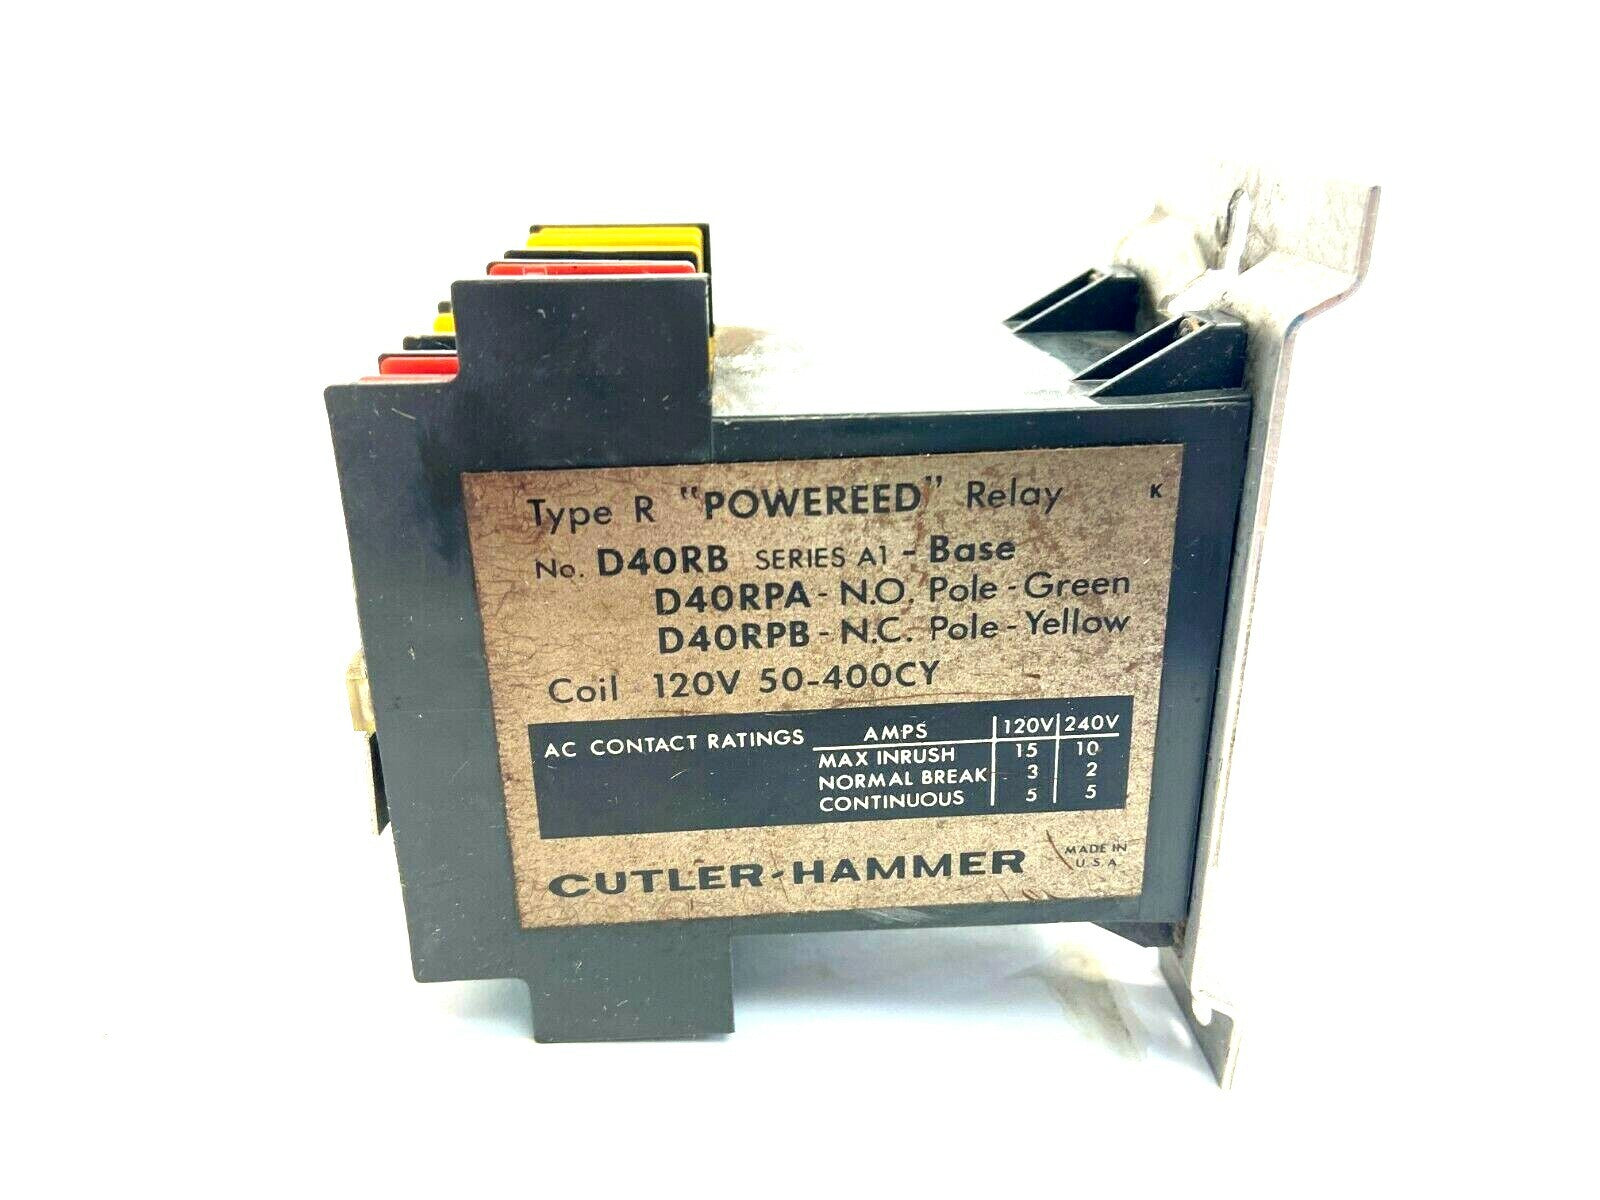 Type R "POWEREED" Relay K
No. D40RB SERIES A1 - Base
D40RPA - N.O. Pole - Green
D40RPB - N.C. Pole - Yellow
Coil 120V 50-400CY
AC CONTACT RATINGS AMPS 120V 240V
MAX INRUSH 15 10
NORMAL BREAK 3 2
CONTINUOUS 5 5
CUTLER-HAMMER
MADE IN
U.S.A.